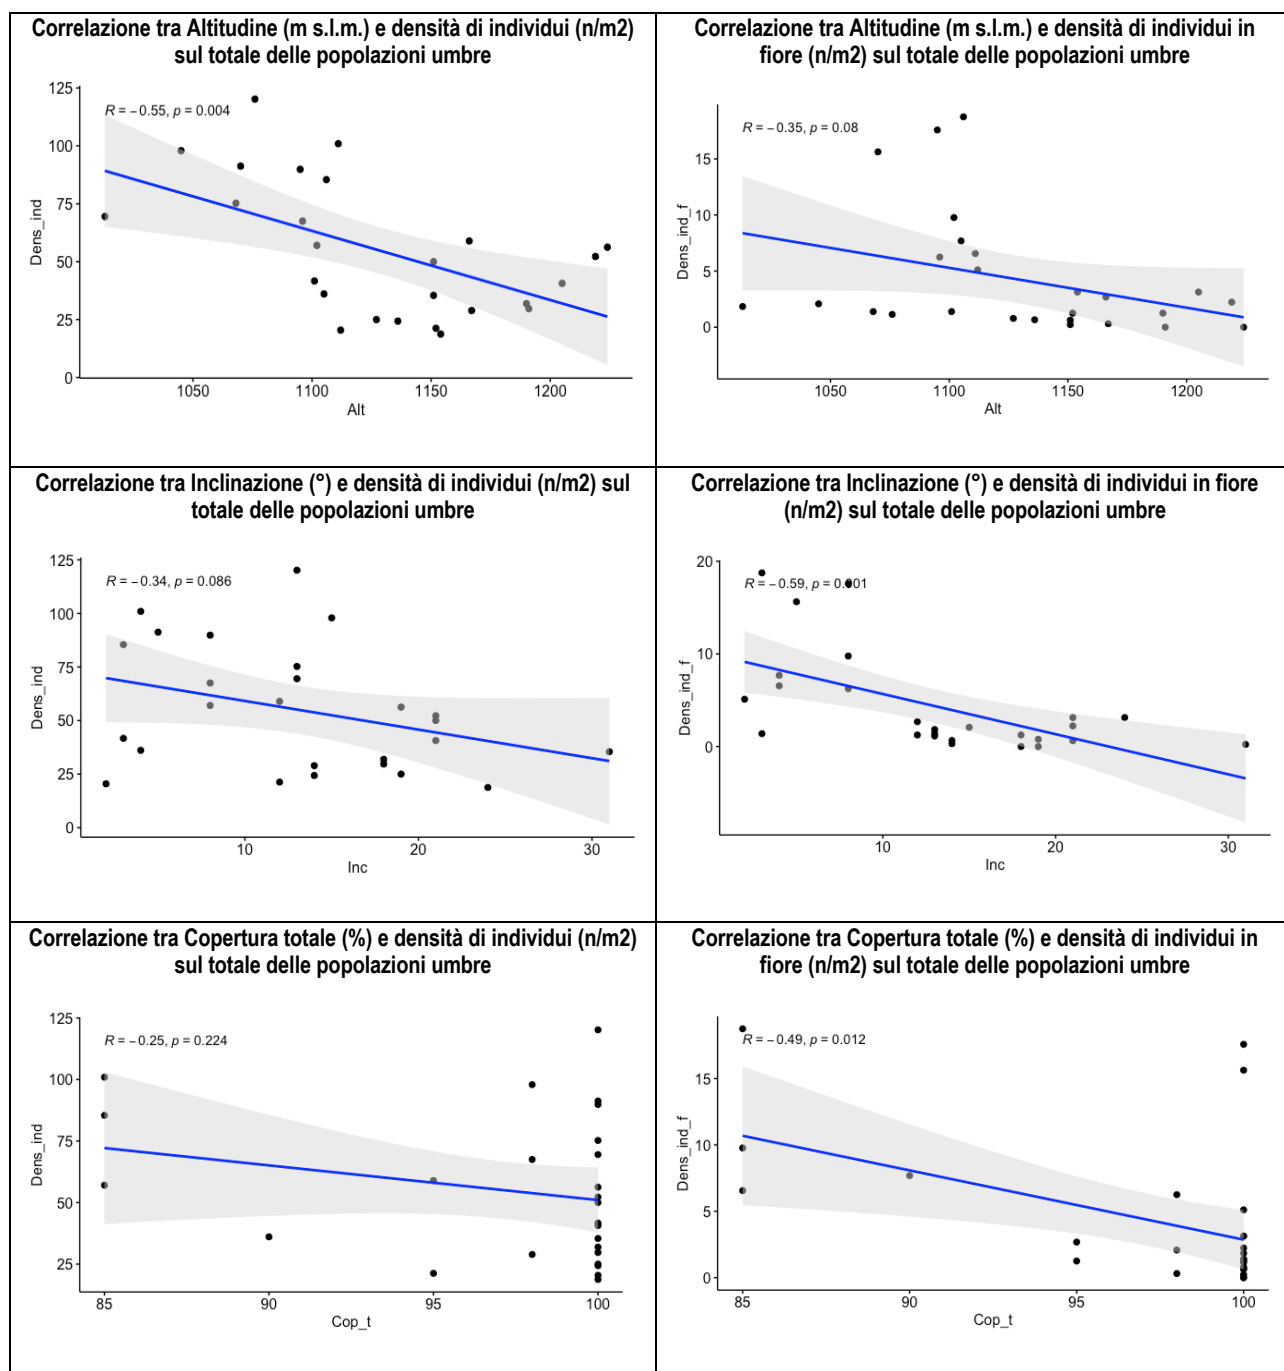 Correlazione tra Altitudine (m s.l.m.) e densità di individui (n/m2)
sul totale delle popolazioni umbre
125
100
75
50
25
0
Dens_ind
R = −0.55, p = 0.004
1050
1100
1150
1200
Alt
Correlazione tra Altitudine (m s.l.m.) e densità di individui in
fiore (n/m2) sul totale delle popolazioni umbre
15
10
5
0
Dens_ind_f
R = −0.35, p = 0.08
1050
1100
1150
1200
Alt
Correlazione tra Inclinazione (°) e densità di individui (n/m2) sul
totale delle popolazioni umbre
125
100
75
50
25
0
Dens_ind
R = −0.34, p = 0.086
10
20
30
Inc
Correlazione tra Inclinazione (°) e densità di individui in fiore
(n/m2) sul totale delle popolazioni umbre
20
10
0
Dens_ind_f
R = −0.59, p = 0.001
10
20
30
Inc
Correlazione tra Copertura totale (%) e densità di individui (n/m2)
sul totale delle popolazioni umbre
125
100
75
50
25
Dens_ind
R = −0.25, p = 0.224
85
90
95
100
Cop_t
Correlazione tra Copertura totale (%) e densità di individui in
fiore (n/m2) sul totale delle popolazioni umbre
15
10
5
0
Dens_ind_f
R = −0.49, p = 0.012
85
90
95
100
Cop_t